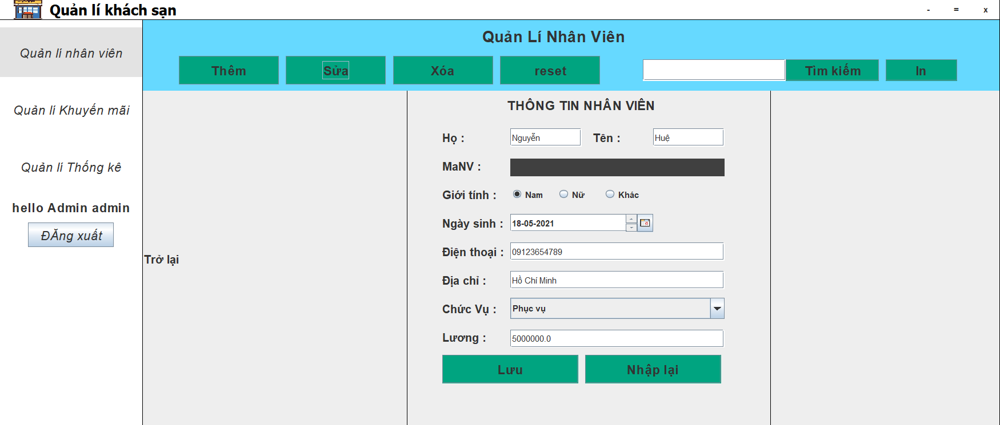 Quản lí khách sạn
- = x
Quản lí nhân viên
Quản lí Khuyến mãi
Quản lí Thống kê
hello Admin admin
ĐĂng xuất
Quản Lí Nhân Viên
Thêm Sửa Xóa reset Tìm kiếm In
Trở lại
THÔNG TIN NHÂN VIÊN
Họ : Nguyễn Tên : Huệ
MaNV :
Giới tính : Nam Nữ Khác
Ngày sinh : 18-05-2021
Điện thoại : 09123654789
Địa chỉ : Hồ Chí Minh
Chức Vụ : Phục vụ
Lương : 5000000.0
Lưu Nhập lại